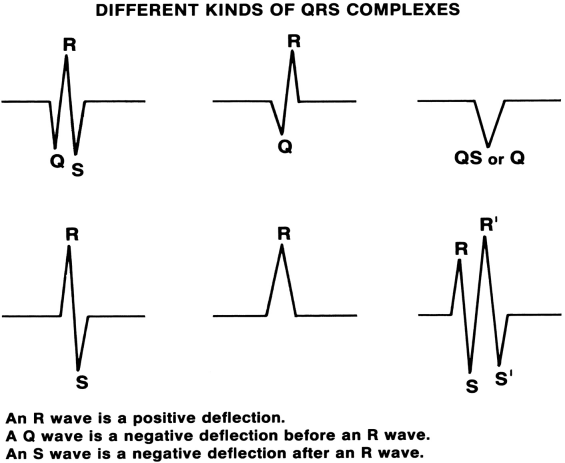 DIFFERENT KINDS OF QRS COMPLEXES
R
Q
S
R
Q
QS or Q
R
S
R
R
R'
S
S'
An R wave is a positive deflection.
A Q wave is a negative deflection before an R wave.
An S wave is a negative deflection after an R wave.